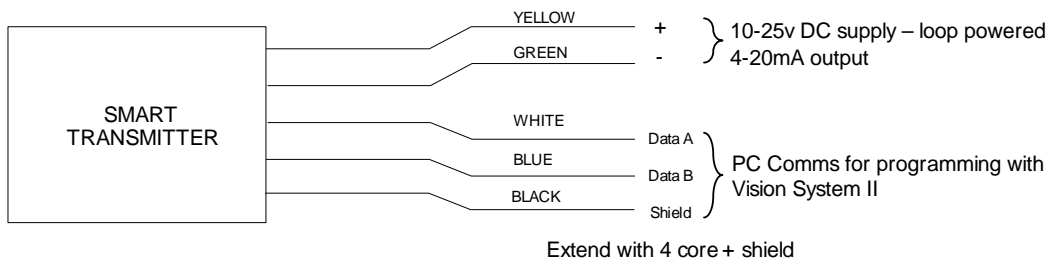 YELLOW
+
10-25v DC supply – loop powered
GREEN
-
4-20mA output
SMART
TRANSMITTER
WHITE
Data A
BLUE
Data B
PC Comms for programming with
Vision System II
BLACK
Shield
Extend with 4 core + shield